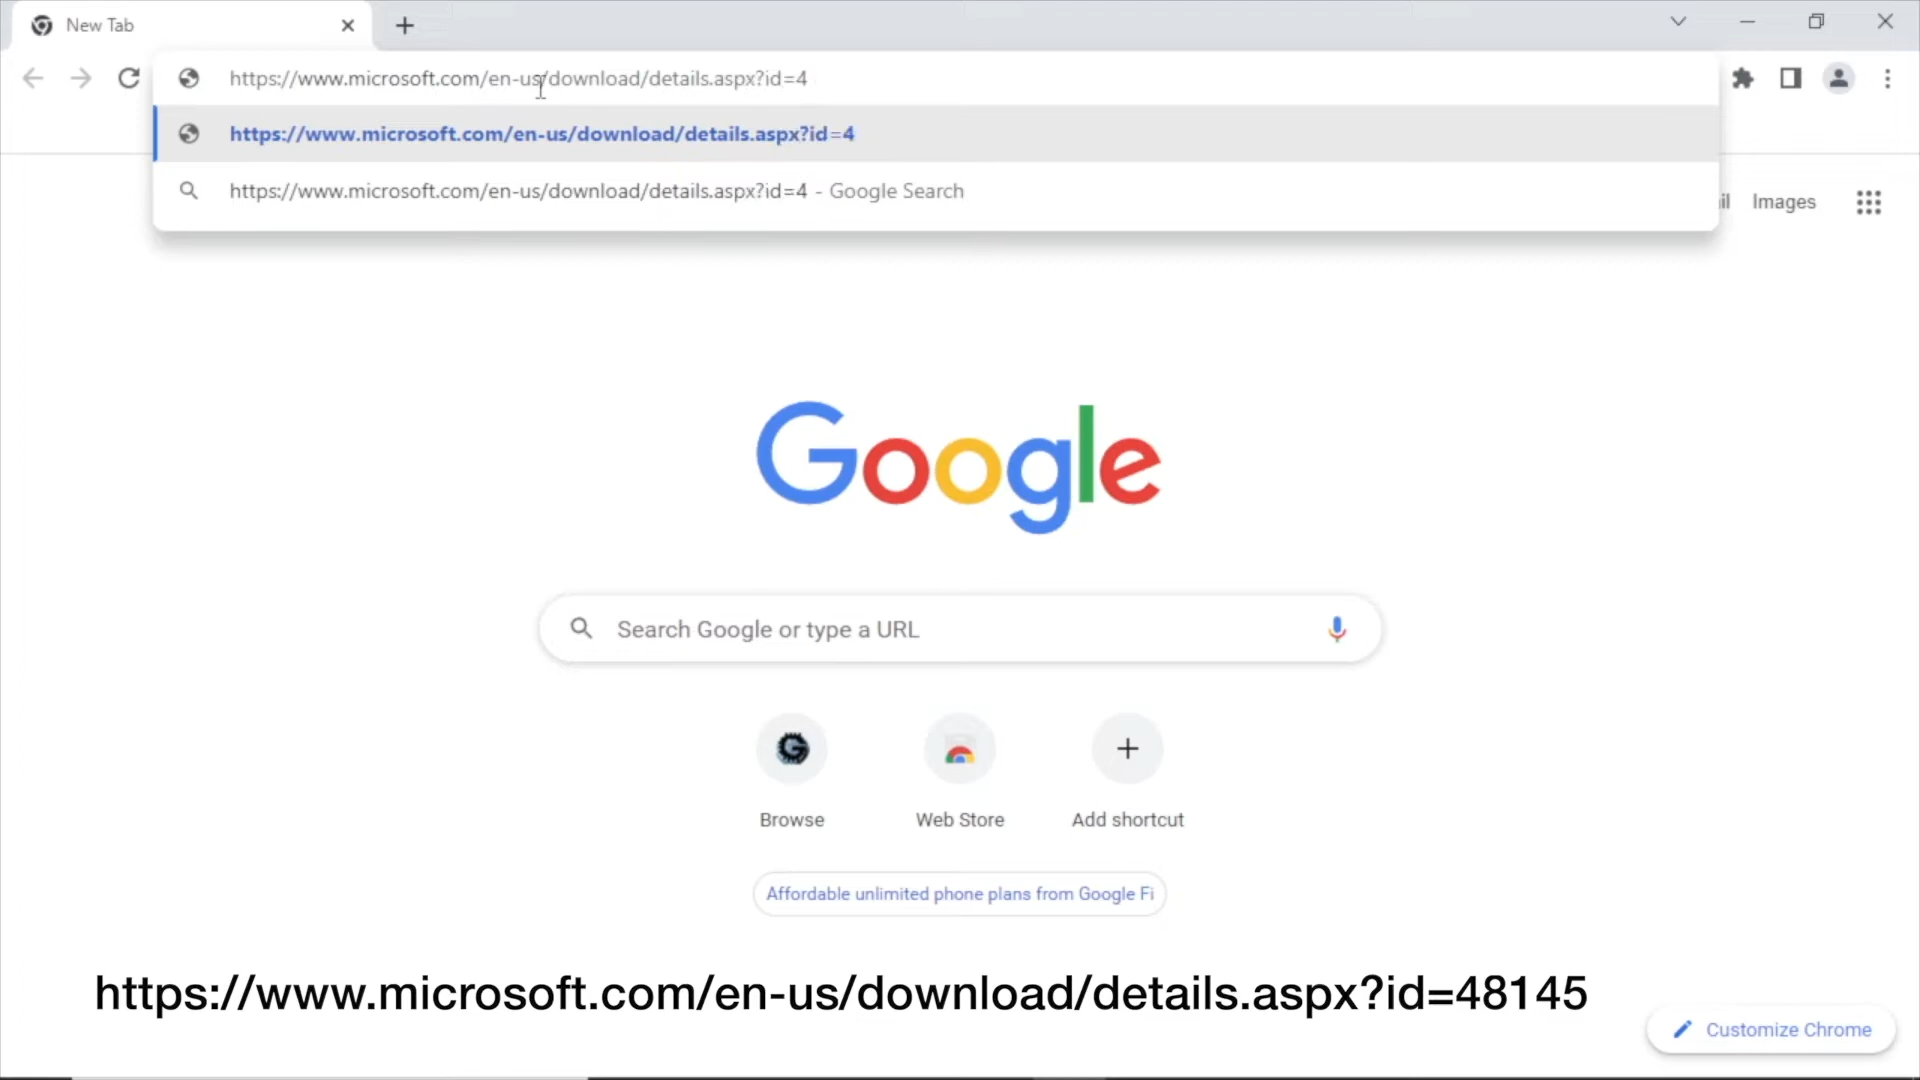 New Tab
https://www.microsoft.com/en-us/download/details.aspx?id=4
https://www.microsoft.com/en-us/download/details.aspx?id=4
https://www.microsoft.com/en-us/download/details.aspx?id=4 - Google Search
il Images
Google
Search Google or type a URL
Browse Web Store Add shortcut
Affordable unlimited phone plans from Google Fi
https://www.microsoft.com/en-us/download/details.aspx?id=48145
Customize Chrome